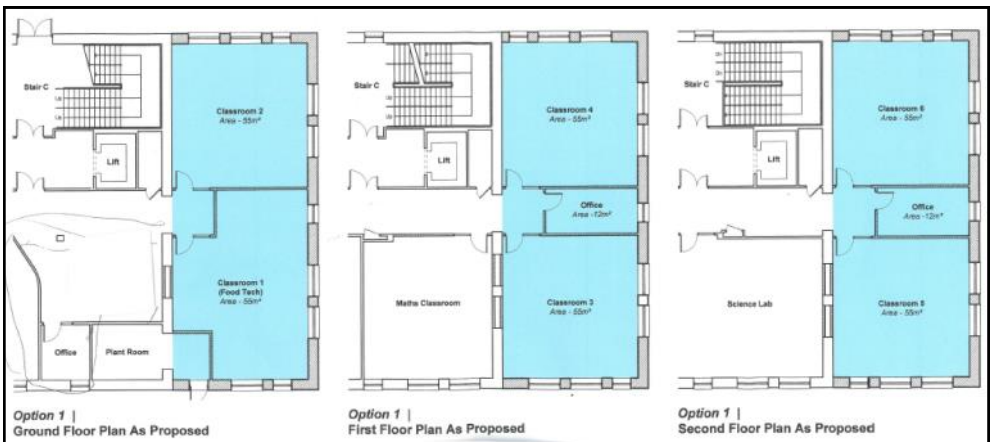 Stair C
Lift
Classroom 2
Area - 55m²
Classroom 1
(Food Tech)
Area - 55m²
Office
Plant Room
Option 1 |
Ground Floor Plan As Proposed
Stair C
Lift
Classroom 4
Area - 55m²
Office
Area -12m²
Maths Classroom
Classroom 3
Area - 55m²
Option 1 |
First Floor Plan As Proposed
Stair C
Lift
Classroom 6
Area - 55m²
Office
Area -12m²
Science Lab
Classroom 5
Area - 55m²
Option 1 |
Second Floor Plan As Proposed